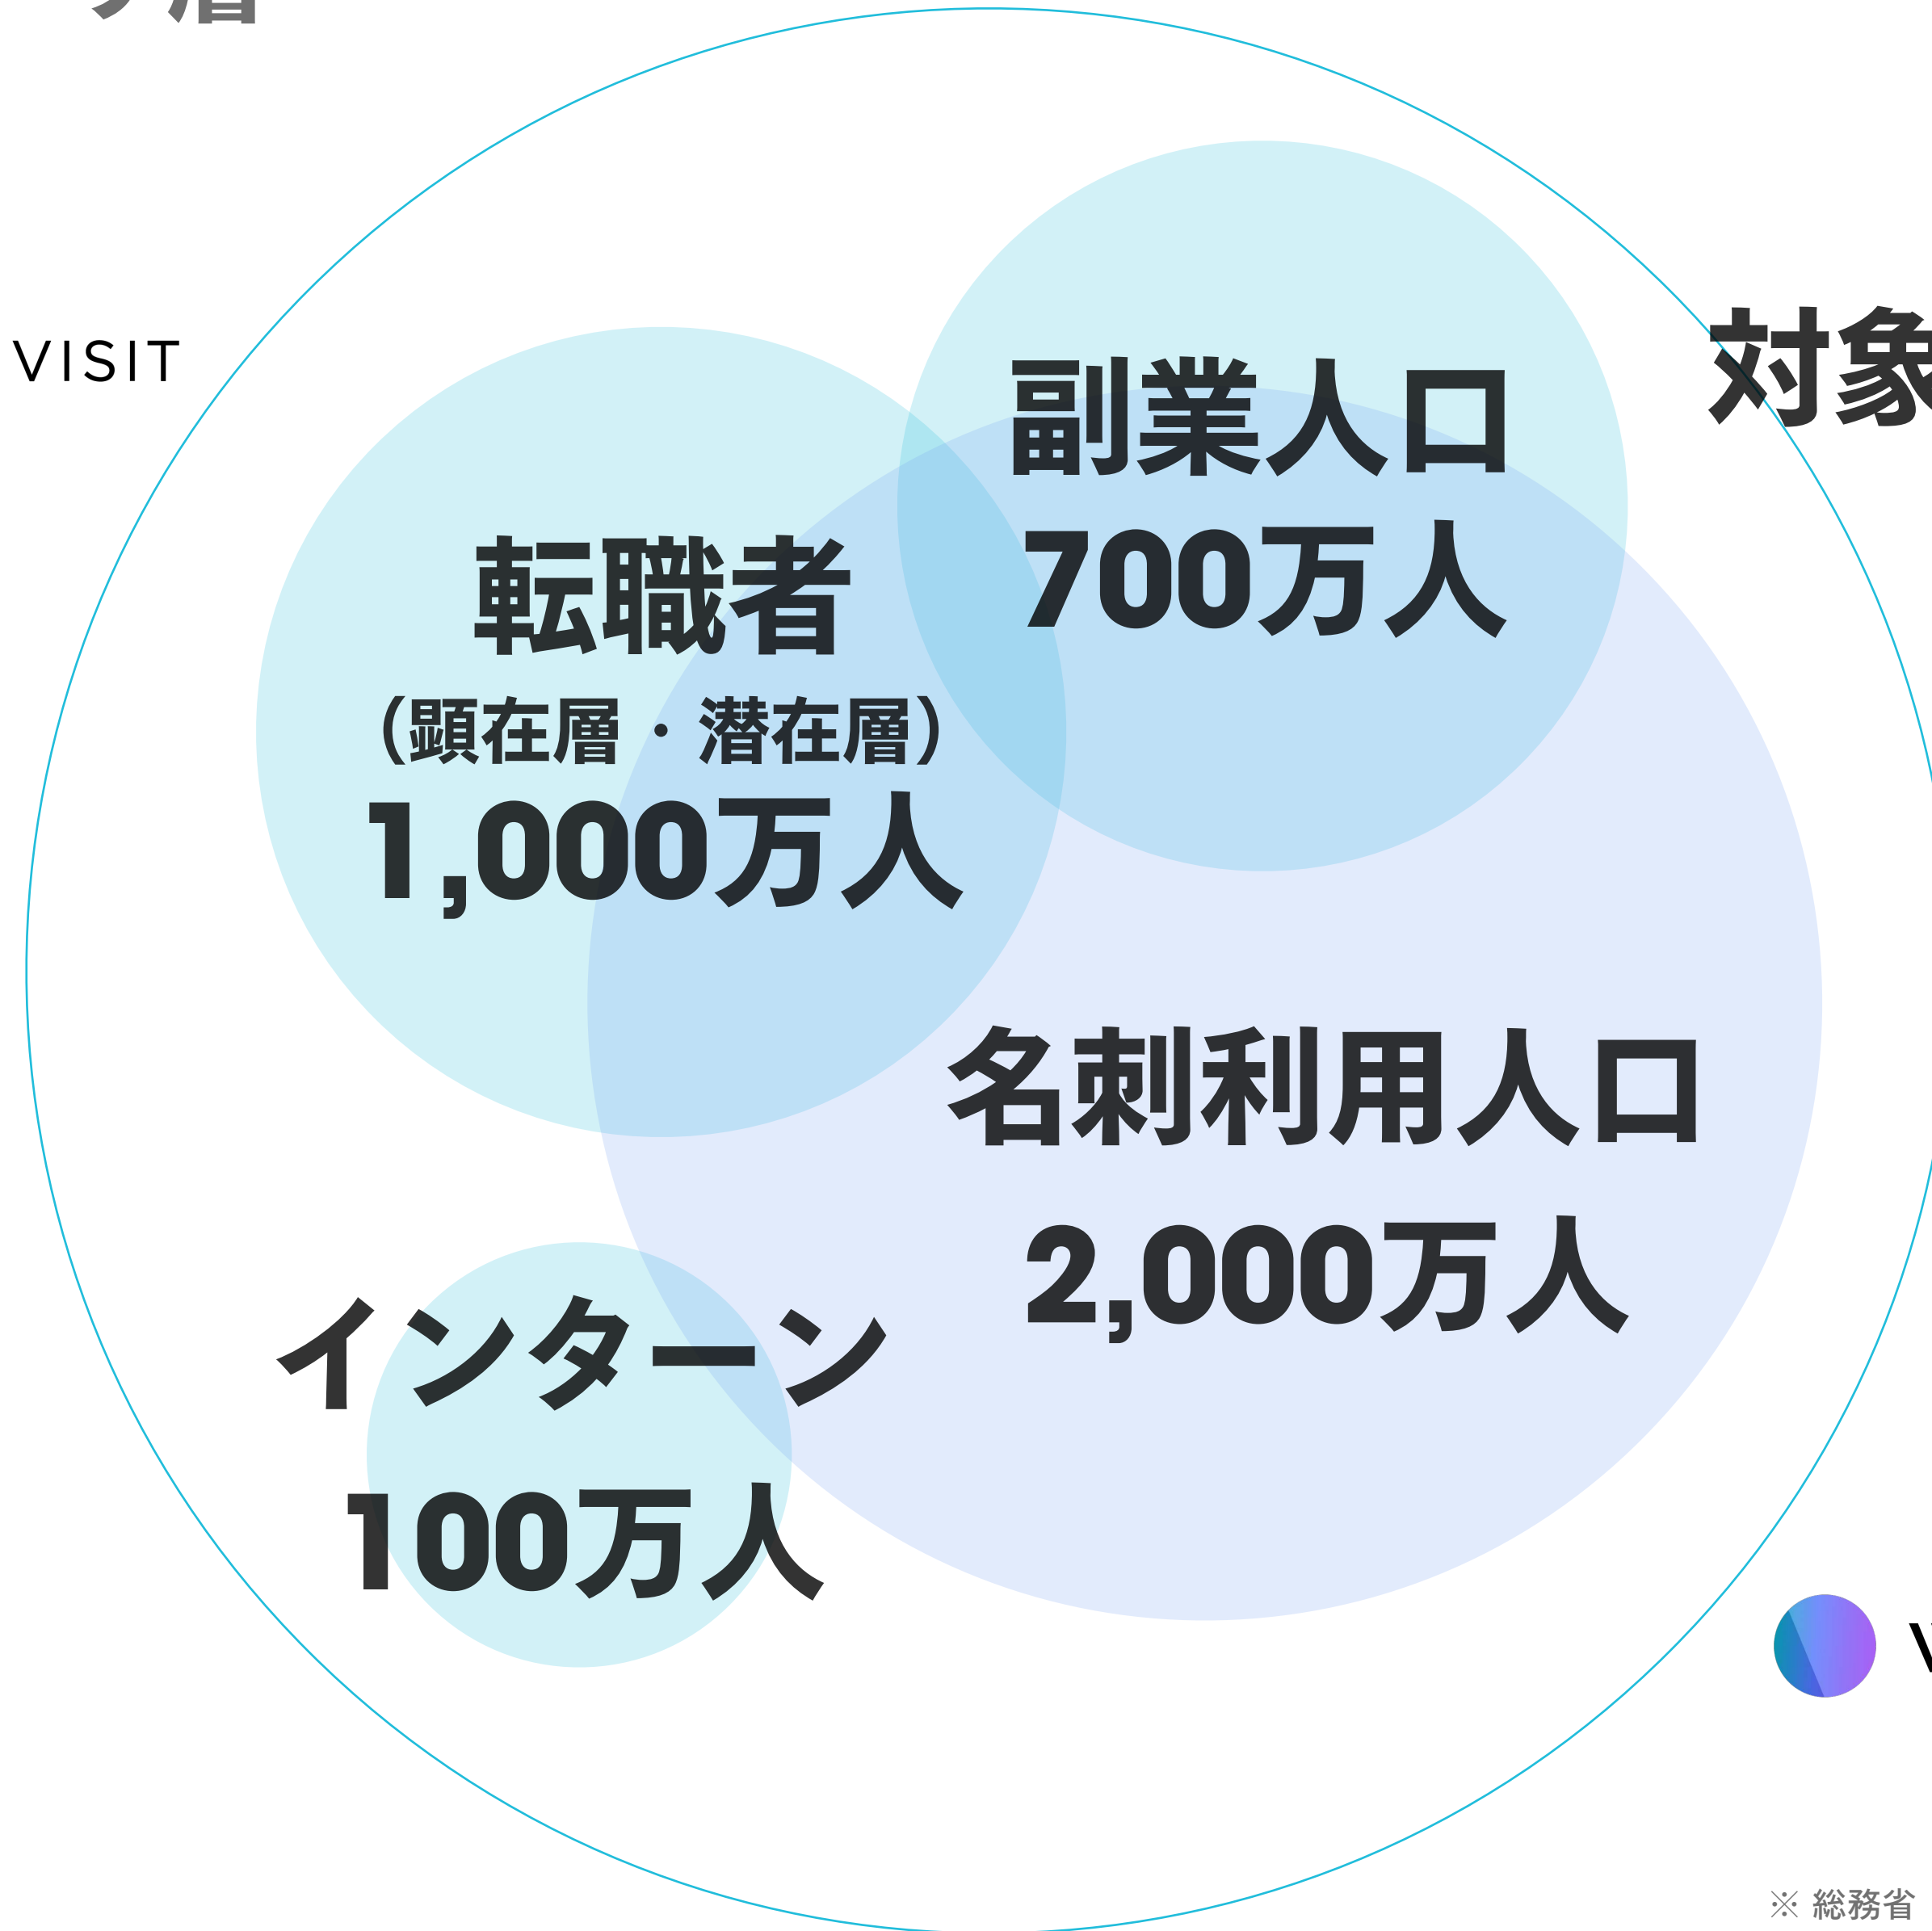 VISIT
対象
副業人口
700万人
転職者
(顕在層・潜在層)
1,000万人
名刺利用人口
2,000万人
インターン
100万人
※ 総務省